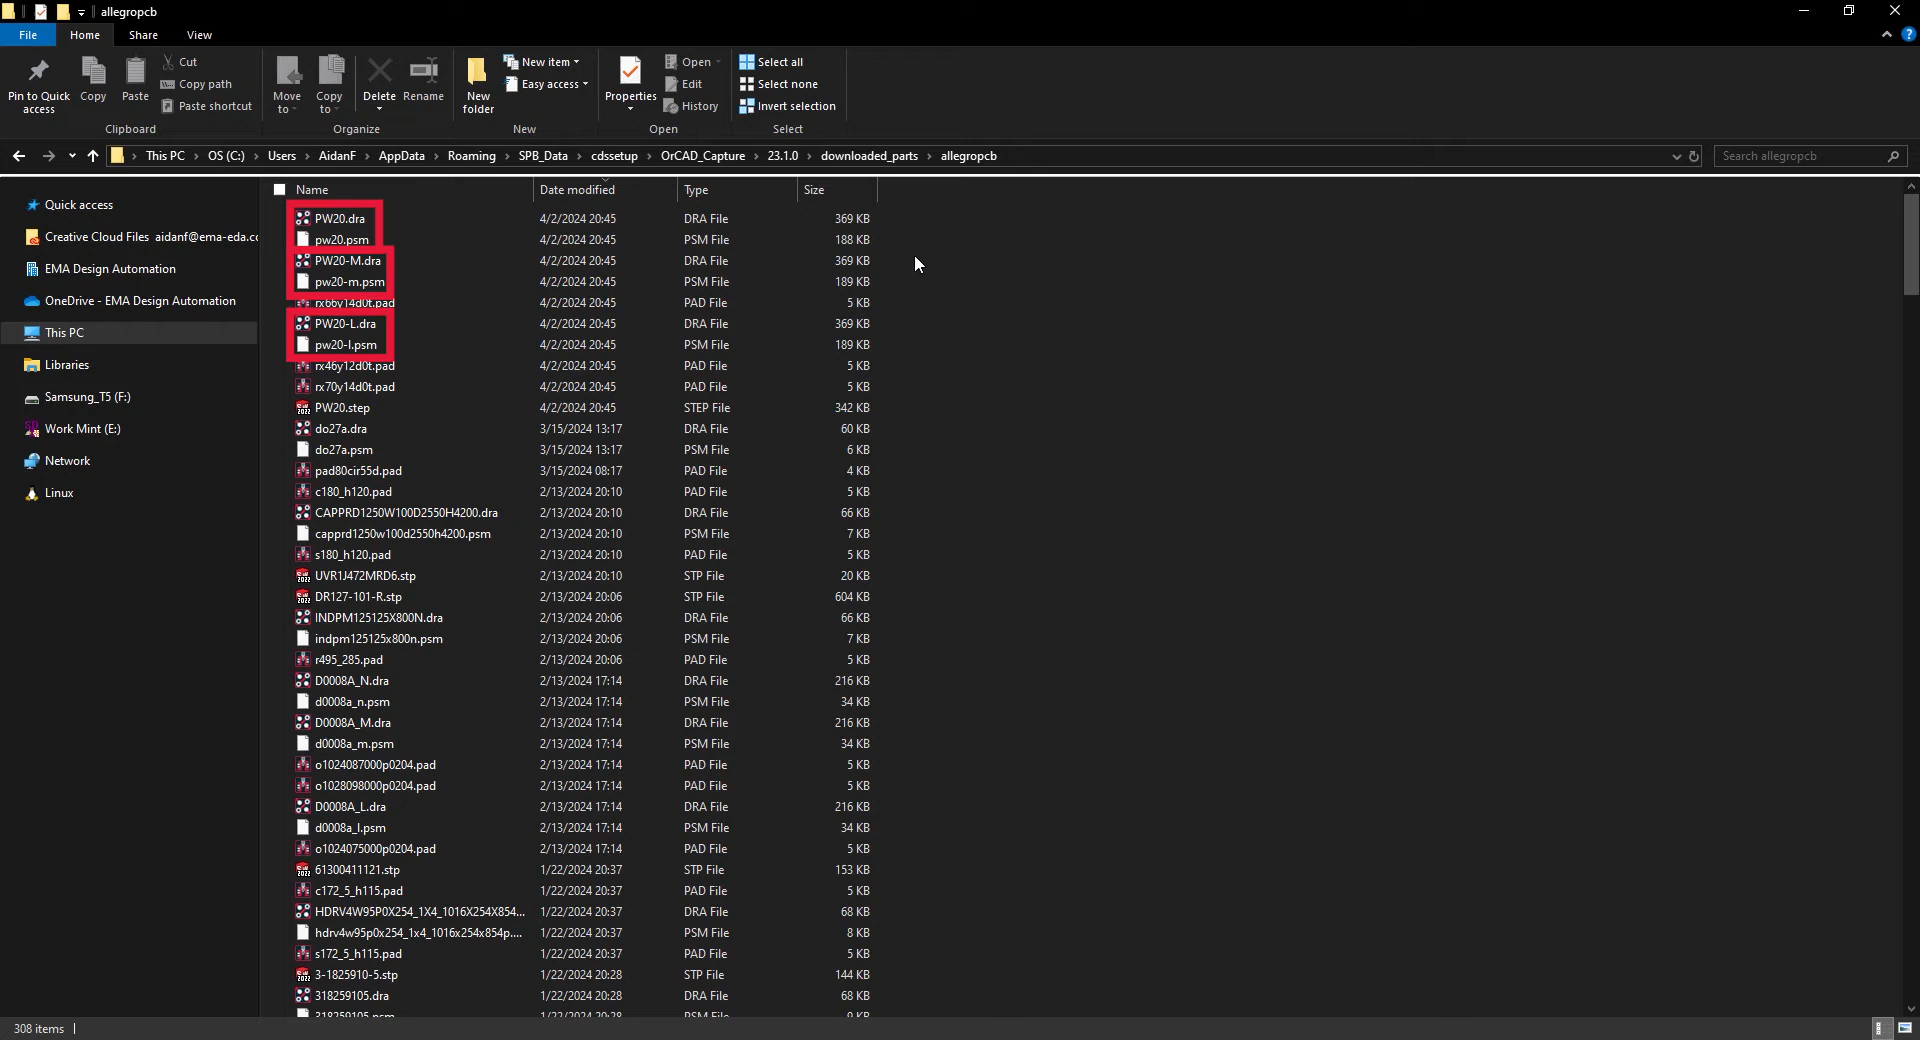 allegropcb
File Home Share View
Pin to Quick access
Copy
Paste
Cut
Copy path
Paste shortcut
Clipboard
Move to
Copy to
Delete
Rename
Organize
New folder
New item
Easy access
New
Properties
Open
Edit
History
Open
Select all
Select none
Invert selection
Select
This PC › OS (C:) › Users › AidanF › AppData › Roaming › SPB_Data › cdssetup › OrCAD_Capture › 23.1.0 › downloaded_parts › allegropcb
Search allegropcb
Quick access
Creative Cloud Files aidanf@ema-eda.cc
EMA Design Automation
OneDrive - EMA Design Automation
This PC
Libraries
Samsung_T5 (F:)
Work Mint (E:)
Network
Linux
Name Date modified Type Size
PW20.dra 4/2/2024 20:45 DRA File 369 KB
pw20.psm 4/2/2024 20:45 PSM File 188 KB
PW20-M.dra 4/2/2024 20:45 DRA File 369 KB
pw20-m.psm 4/2/2024 20:45 PSM File 189 KB
rx66y14d0t.pad 4/2/2024 20:45 PAD File 5 KB
PW20-L.dra 4/2/2024 20:45 DRA File 369 KB
pw20-l.psm 4/2/2024 20:45 PSM File 189 KB
rx46y12d0t.pad 4/2/2024 20:45 PAD File 5 KB
rx70y14d0t.pad 4/2/2024 20:45 PAD File 5 KB
PW20.step 4/2/2024 20:45 STEP File 342 KB
do27a.dra 3/15/2024 13:17 DRA File 60 KB
do27a.psm 3/15/2024 13:17 PSM File 6 KB
pad80cir55d.pad 3/15/2024 08:17 PAD File 4 KB
c180_h120.pad 2/13/2024 20:10 PAD File 5 KB
CAPPRD1250W100D2550H4200.dra 2/13/2024 20:10 DRA File 66 KB
capprd1250w100d2550h4200.psm 2/13/2024 20:10 PSM File 7 KB
s180_h120.pad 2/13/2024 20:10 PAD File 5 KB
UVR1J472MRD6.stp 2/13/2024 20:10 STP File 20 KB
DR127-101-R.stp 2/13/2024 20:06 STP File 604 KB
INDPM125125X800N.dra 2/13/2024 20:06 DRA File 66 KB
indpm125125x800n.psm 2/13/2024 20:06 PSM File 7 KB
r495_285.pad 2/13/2024 20:06 PAD File 5 KB
D0008A_N.dra 2/13/2024 17:14 DRA File 216 KB
d0008a_n.psm 2/13/2024 17:14 PSM File 34 KB
D0008A_M.dra 2/13/2024 17:14 DRA File 216 KB
d0008a_m.psm 2/13/2024 17:14 PSM File 34 KB
o1024087000p0204.pad 2/13/2024 17:14 PAD File 5 KB
o1028098000p0204.pad 2/13/2024 17:14 PAD File 5 KB
D0008A_L.dra 2/13/2024 17:14 DRA File 216 KB
d0008a_l.psm 2/13/2024 17:14 PSM File 34 KB
o1024075000p0204.pad 2/13/2024 17:14 PAD File 5 KB
61300411121.stp 1/22/2024 20:37 STP File 153 KB
c172_5_h115.pad 1/22/2024 20:37 PAD File 5 KB
HDRV4W95P0X254_1X4_1016X254X854... 1/22/2024 20:37 DRA File 68 KB
hdrv4w95p0x254_1x4_1016x254x854p.... 1/22/2024 20:37 PSM File 8 KB
s172_5_h115.pad 1/22/2024 20:37 PAD File 5 KB
3-1825910-5.stp 1/22/2024 20:28 STP File 144 KB
318259105.dra 1/22/2024 20:28 DRA File 68 KB
318259105.psm 1/22/2024 20:28 PSM File 9 KB
308 items